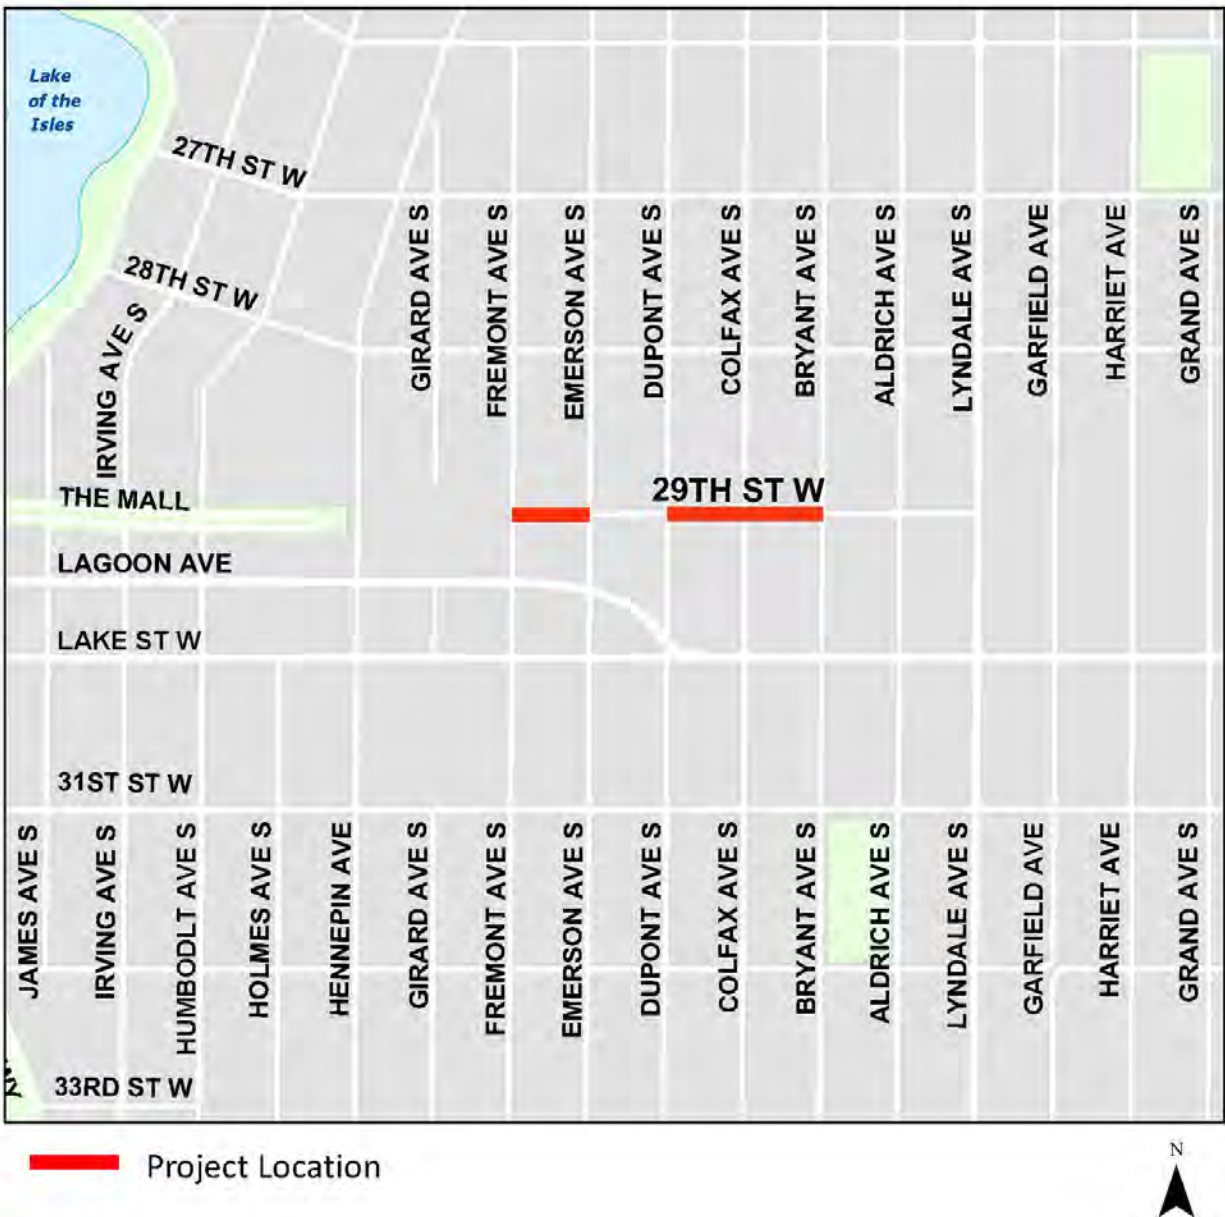 Lake
of the
Isles
27TH ST W
28TH ST W
IRVING AVE S
GIRARD AVE S
FREMONT AVE S
EMERSON AVE S
DUPONT AVE S
COLFAX AVE S
BRYANT AVE S
ALDRICH AVE S
LYNDALE AVE S
GARFIELD AVE
HARRIET AVE
GRAND AVE S
THE MALL
29TH ST W
LAGOON AVE
LAKE ST W
31ST ST W
JAMES AVE S
IRVING AVE S
HUMBODLT AVE S
HOLMES AVE S
HENNEPIN AVE
GIRARD AVE S
FREMONT AVE S
EMERSON AVE S
DUPONT AVE S
COLFAX AVE S
BRYANT AVE S
ALDRICH AVE S
LYNDALE AVE S
GARFIELD AVE
HARRIET AVE
GRAND AVE S
33RD ST W
Project Location
N